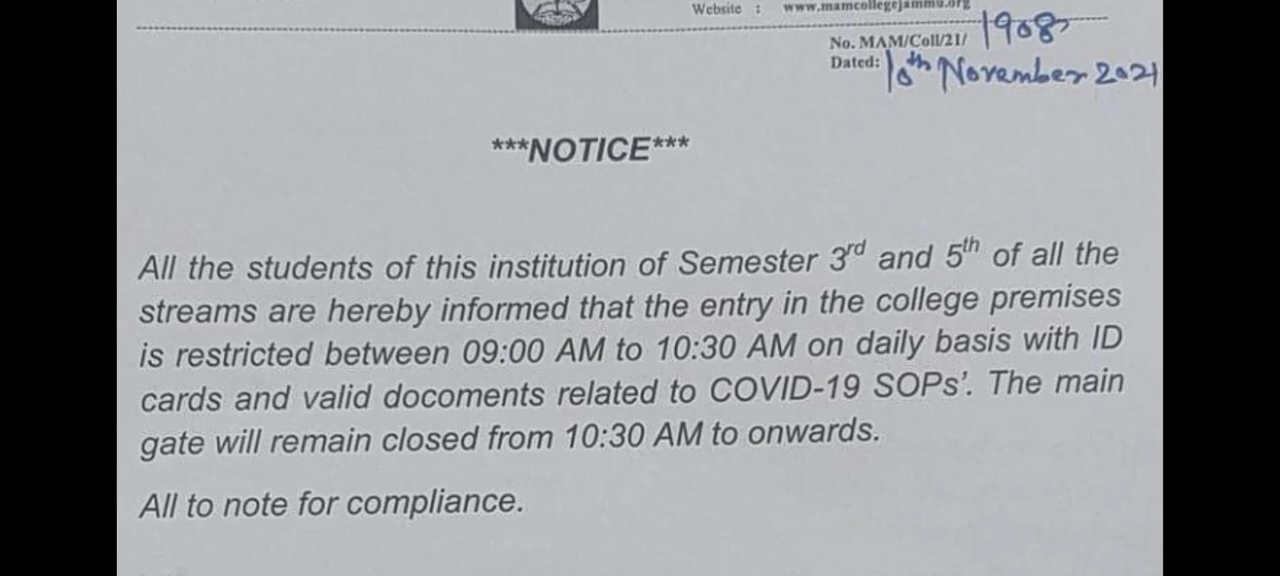 Website : www.mamcollegejammu.org
No. MAM/Coll/21/ 1908
Dated: 10th November 2021
***NOTICE***
All the students of this institution of Semester 3rd and 5th of all the
streams are hereby informed that the entry in the college premises
is restricted between 09:00 AM to 10:30 AM on daily basis with ID
cards and valid documents related to COVID-19 SOPs’. The main
gate will remain closed from 10:30 AM to onwards.
All to note for compliance.